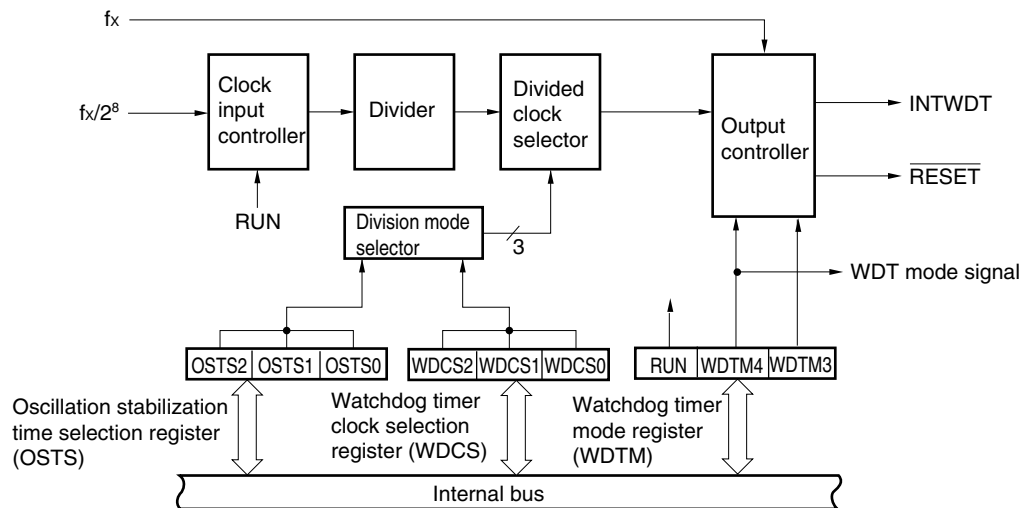 fX
Clock
input
controller
Divider
Divided
clock
selector
Output
controller
fX/2⁸
INTWDT
RESET
RUN
Division mode
selector
3
WDT mode signal
OSTS2 OSTS1 OSTS0
WDCS2 WDCS1 WDCS0
RUN WDTM4 WDTM3
Oscillation stabilization
time selection register
(OSTS)
Watchdog timer
clock selection
register (WDCS)
Watchdog timer
mode register
(WDTM)
Internal bus